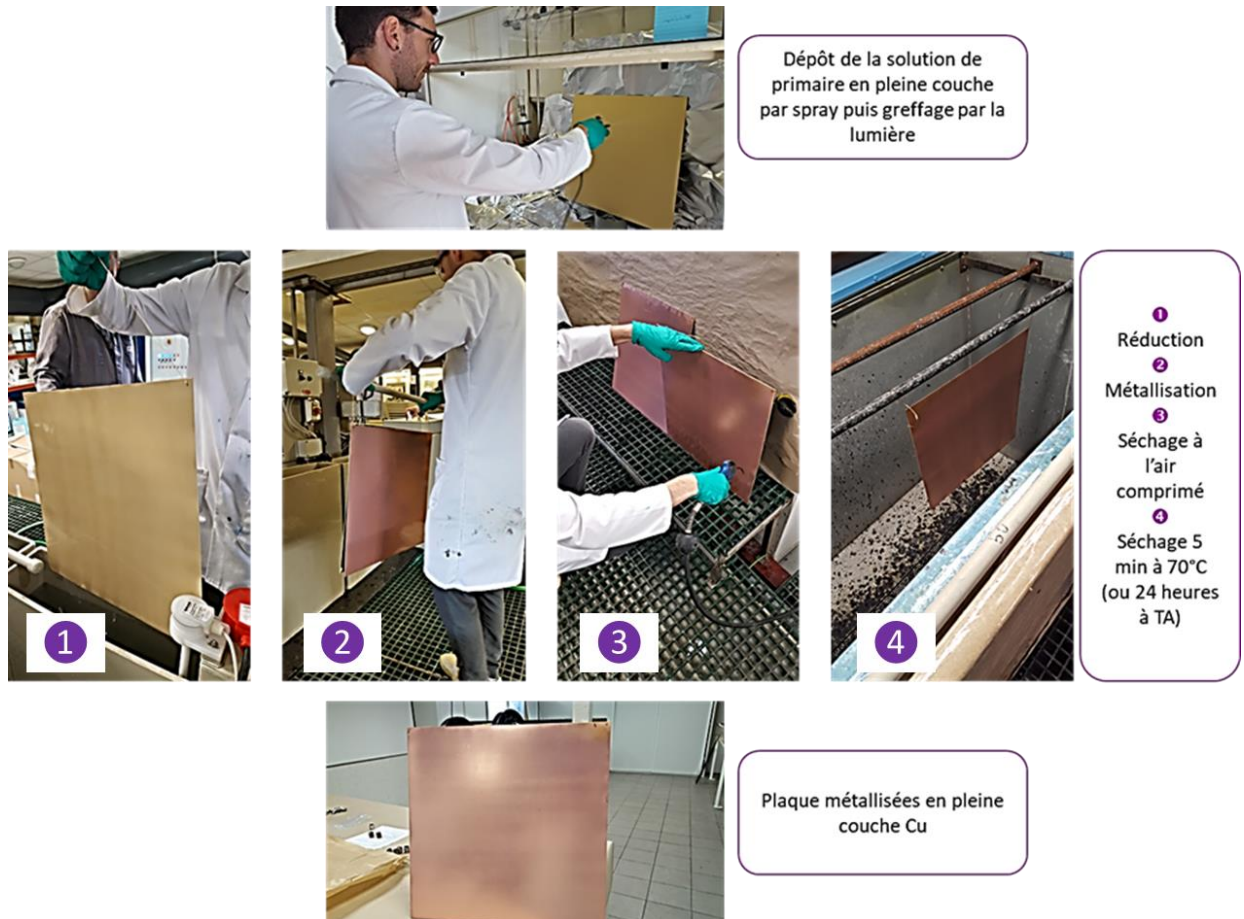 Dépôt de la solution de
primaire en pleine couche
par spray puis greffage par la
lumière
1
2
3
4
❶
Réduction
❷
Métallisation
❸
Séchage à
l'air
comprimé
❹
Séchage 5
min à 70°C
(ou 24 heures
à TA)
Plaque métallisées en pleine
couche Cu